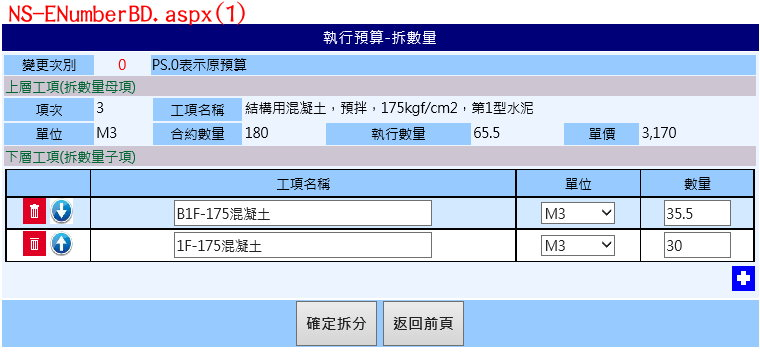 NS-ENumberBD.aspx(1)
執行預算-拆數量
變更次別 0 PS.0表示原預算
上層工項(拆數量母項)
項次 3 工項名稱 結構用混凝土，預拌，175kgf/cm2，第1型水泥
單位 M3 合約數量 180 執行數量 65.5 單價 3,170
下層工項(拆數量子項)
工項名稱 單位 數量
B1F-175混凝土 M3 35.5
1F-175混凝土 M3 30
確定拆分 返回前頁